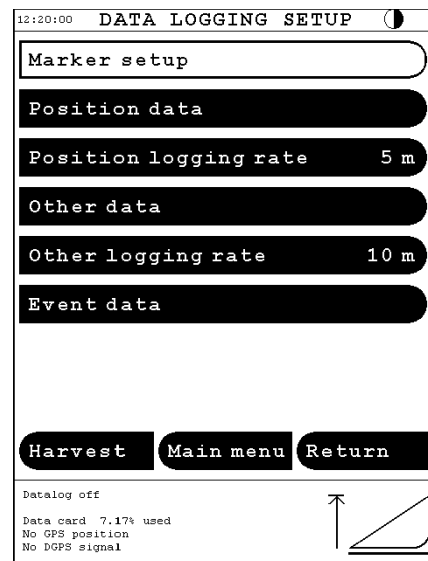 12:20:00 DATA LOGGING SETUP
Marker setup
Position data
Position logging rate 5 m
Other data
Other logging rate 10 m
Event data
Harvest Main menu Return
Datalog off
Data card 7.17% used
No GPS position
No DGPS signal